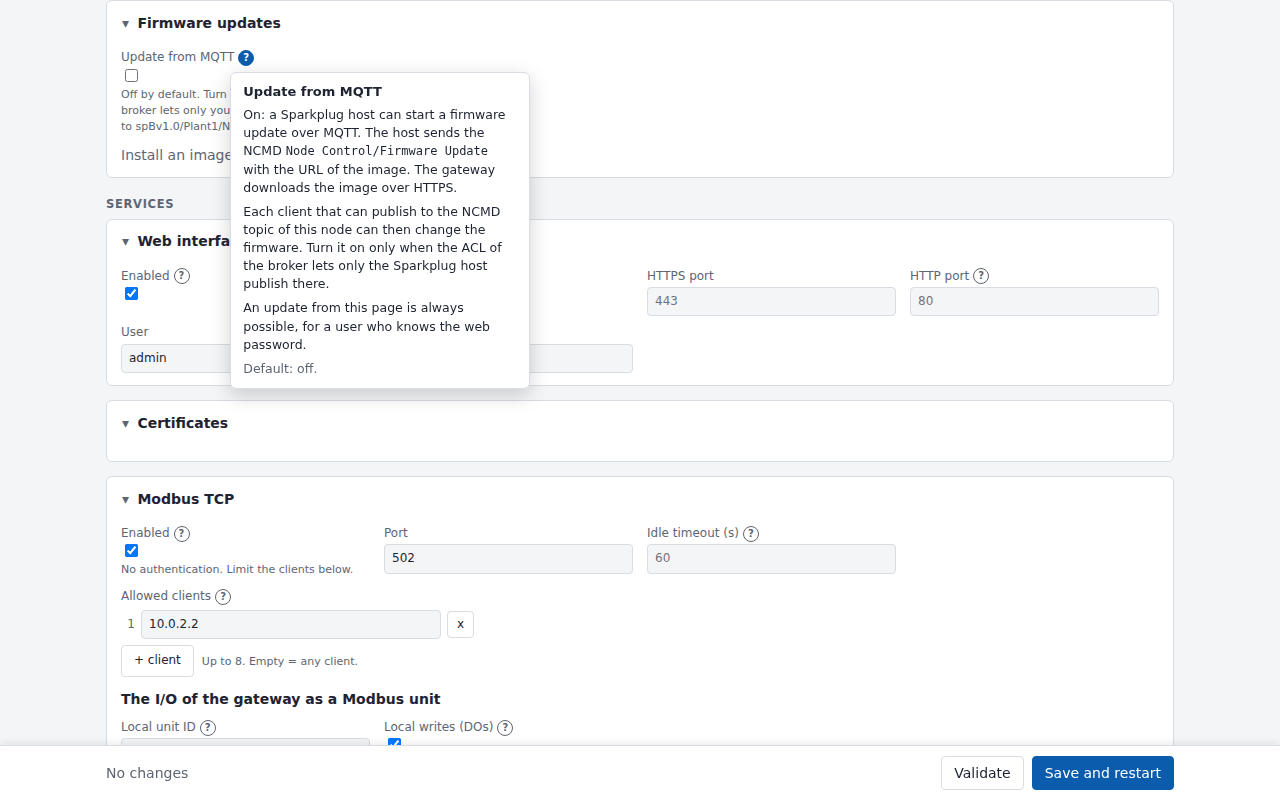 ▼ Firmware updates
Update from MQTT ?
Off by default. Turn
broker lets only you
to spBv1.0/Plant1/N
Install an image
Update from MQTT
On: a Sparkplug host can start a firmware
update over MQTT. The host sends the
NCMD Node Control/Firmware Update
with the URL of the image. The gateway
downloads the image over HTTPS.
Each client that can publish to the NCMD
topic of this node can then change the
firmware. Turn it on only when the ACL of
the broker lets only the Sparkplug host
publish there.
An update from this page is always
possible, for a user who knows the web
password.
Default: off.
SERVICES
▼ Web interfa
Enabled ?
HTTPS port
HTTP port ?
443
80
User
admin
▼ Certificates
▼ Modbus TCP
Enabled ?
Port
Idle timeout (s) ?
502
60
No authentication. Limit the clients below.
Allowed clients ?
1 10.0.2.2 x
+ client Up to 8. Empty = any client.
The I/O of the gateway as a Modbus unit
Local unit ID ?
Local writes (DOs) ?
No changes
Validate
Save and restart